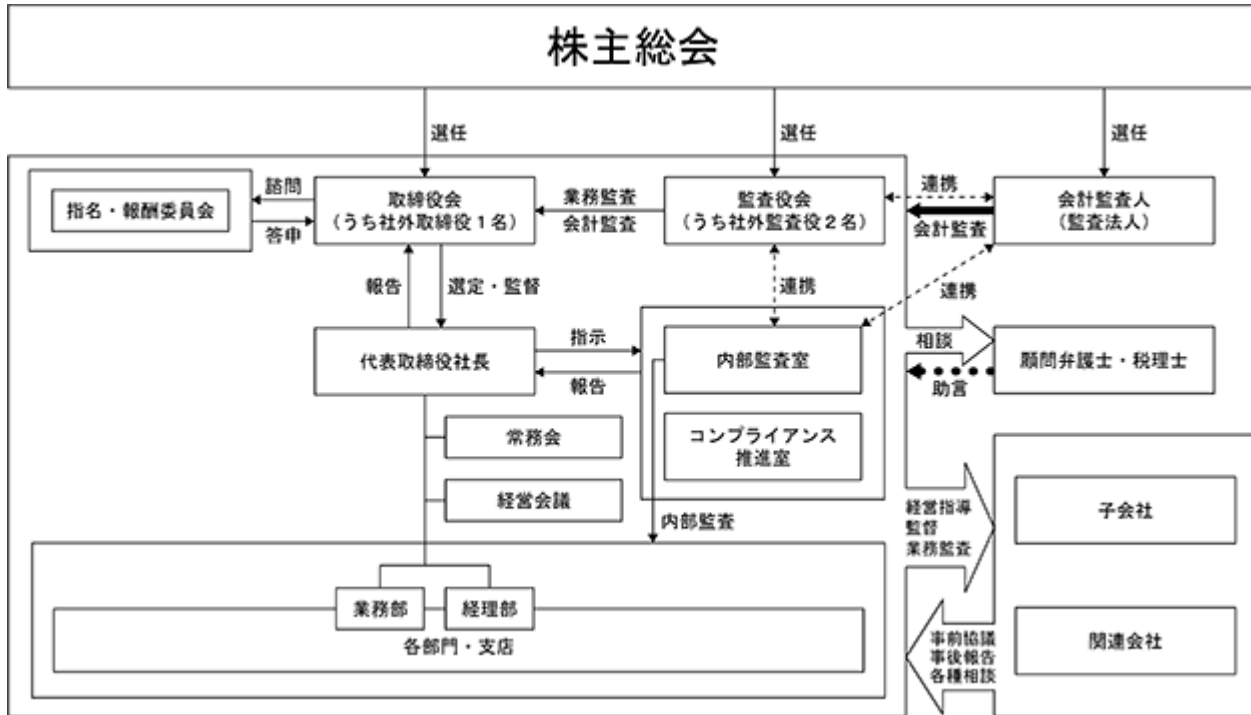 株主総会
選任
選任
選任
指名・報酬委員会
諮問
答申
取締役会
(うち社外取締役1名)
業務監査
会計監査
監査役会
(うち社外監査役2名)
連携
会計監査
会計監査人
(監査法人)
報告
選定・監督
連携
連携
代表取締役社長
指示
報告
内部監査室
相談
助言
顧問弁護士・税理士
常務会
コンプライアンス
推進室
経営会議
内部監査
経営指導
監督
業務監査
子会社
業務部
経理部
各部門・支店
事前協議
事後報告
各種相談
関連会社